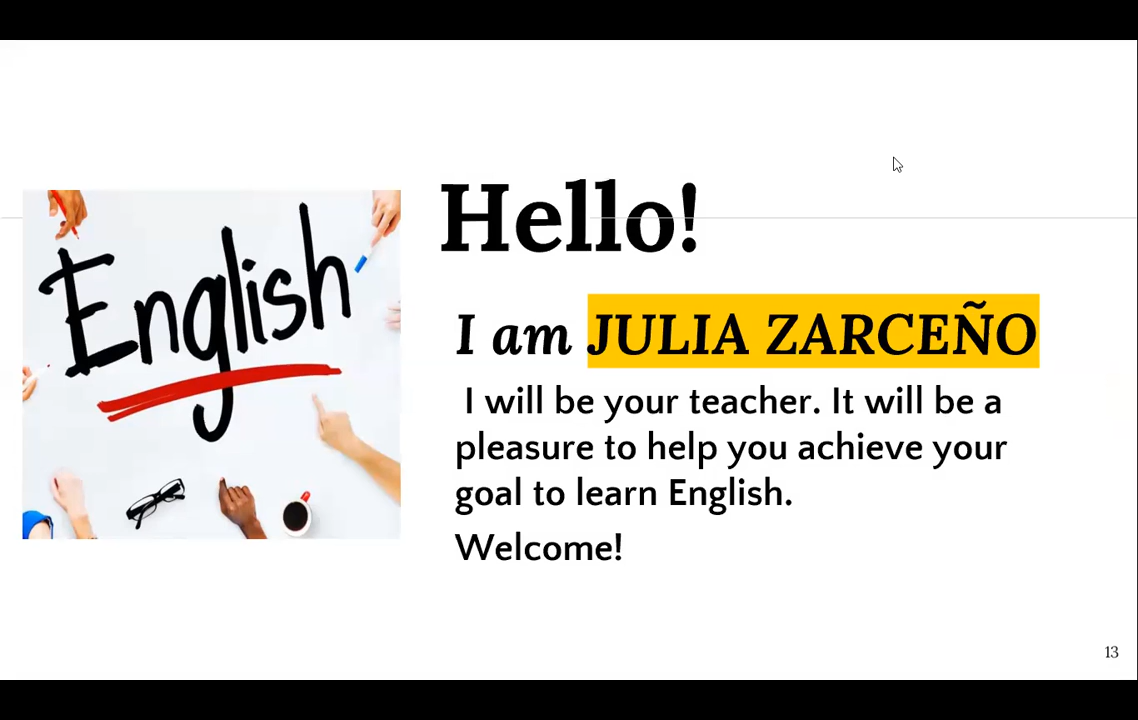 English
Hello!
I am JULIA ZARCEÑO
I will be your teacher. It will be a
pleasure to help you achieve your
goal to learn English.
Welcome!
13